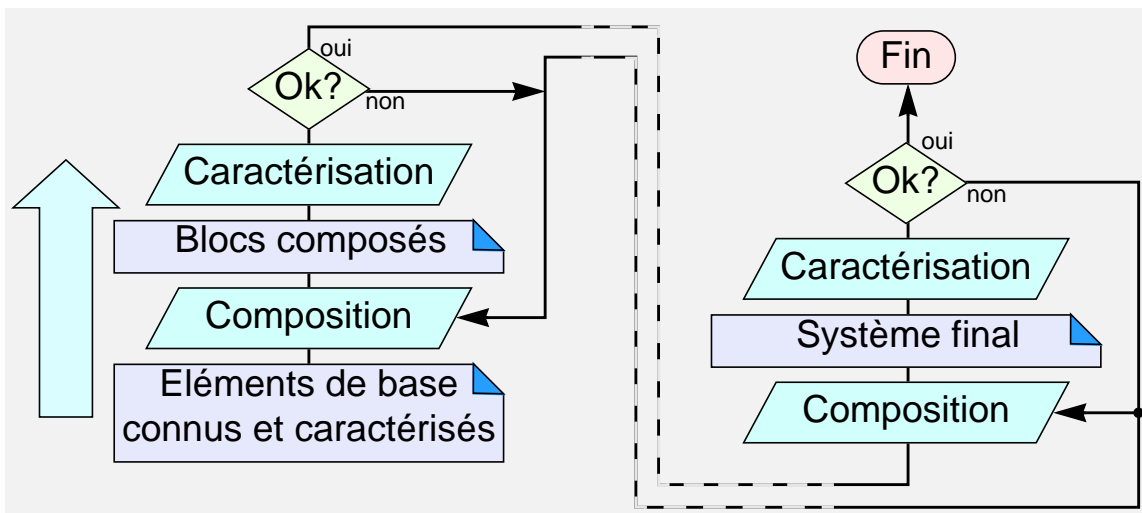 oui
Ok?
non
Caractérisation
Blocs composés
Composition
Eléments de base
connus et caractérisés
Fin
oui
Ok?
non
Caractérisation
Système final
Composition